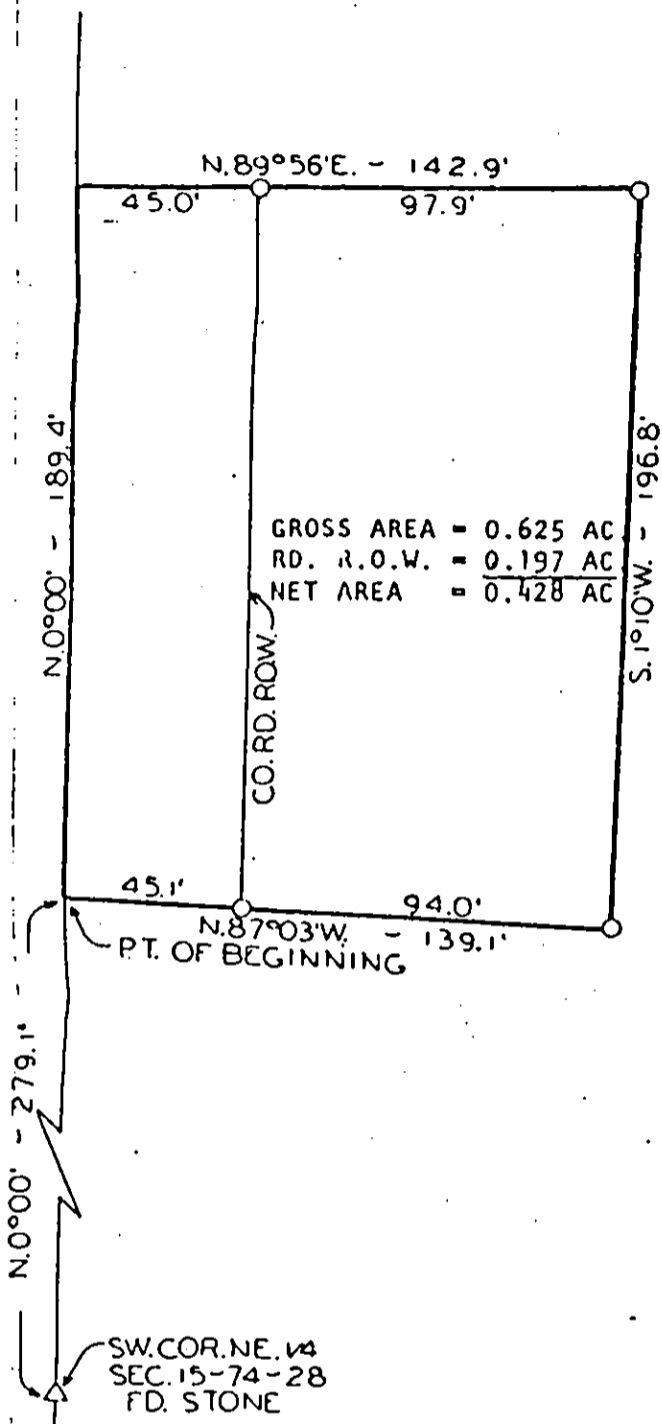 N.89°56'E. - 142.9'
45.0'
97.9'
N.0°00' - 189.4'
S.1°10'W. - 196.8'
GROSS AREA = 0.625 AC
RD. R.O.W. = 0.197 AC
NET AREA = 0.428 AC
CO. RD. ROW.
45.1'
94.0'
N.87°03'W. - 139.1'
PT. OF BEGINNING
N.0°00' - 279.1'
SW.COR.NE.1/4
SEC.15-74-28
FD. STONE